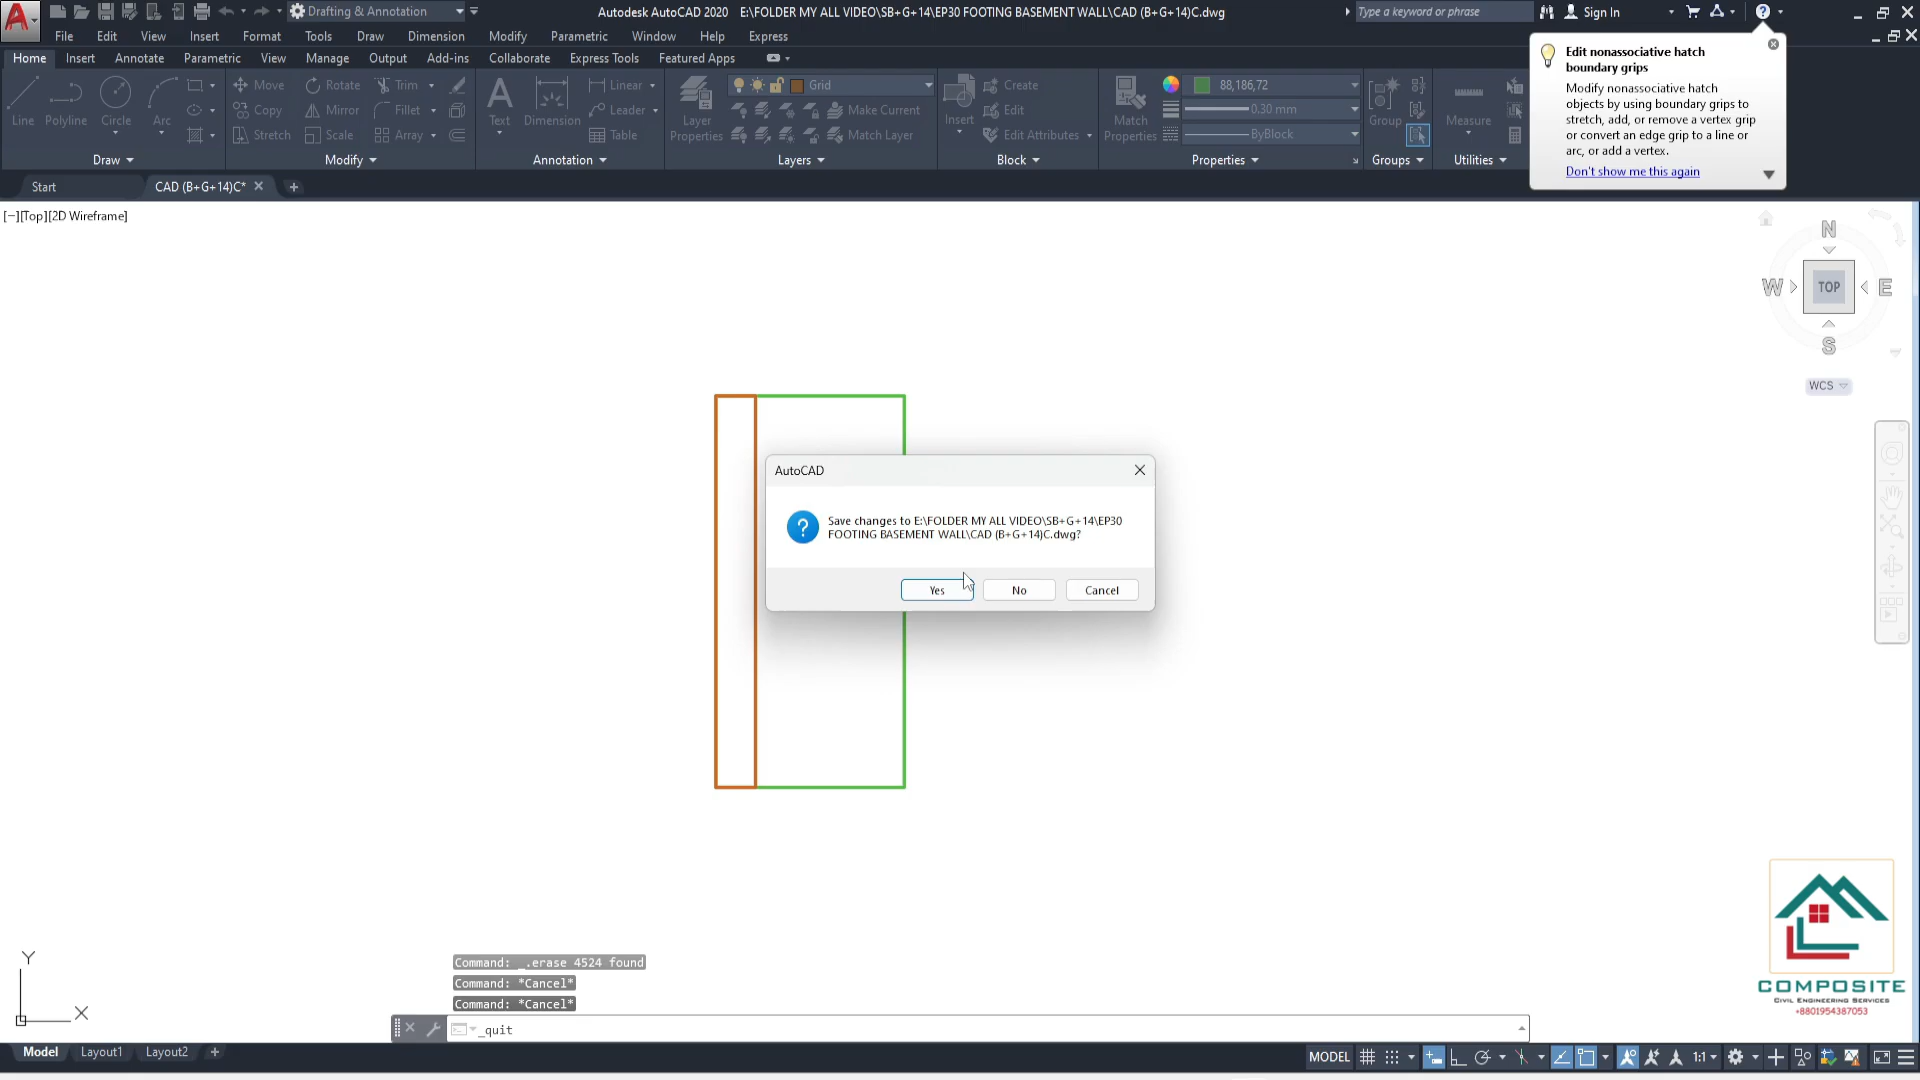 Drafting & Annotation
Autodesk AutoCAD 2020 E:\FOLDER MY ALL VIDEO\SB+G+14\EP30 FOOTING BASEMENT WALL\CAD (B+G+14)C.dwg
Type a keyword or phrase
Sign In
File Edit View Insert Format Tools Draw Dimension Modify Parametric Window Help Express
Home Insert Annotate Parametric View Manage Output Add-ins Collaborate Express Tools Featured Apps
Line
Polyline
Circle
Arc
Draw
Move
Copy
Stretch
Rotate
Mirror
Scale
Trim
Fillet
Array
Modify
Text
Dimension
Linear
Leader
Table
Annotation
Layer
Properties
Grid
Make Current
Match Layer
Layers
Insert
Create
Edit
Edit Attributes
Block
Match
Properties
88,186,72
0.30 mm
ByBlock
Properties
Group
Groups
Measure
Utilities
Edit nonassociative hatch
boundary grips
Modify nonassociative hatch
objects by using boundary grips to
stretch, add, or remove a vertex grip
or convert an edge grip to a line or
arc, or add a vertex.
Don't show me this again
Start
CAD (B+G+14)C*
[−][Top][2D Wireframe]
N
W
TOP
E
S
WCS
AutoCAD
Save changes to E:\FOLDER MY ALL VIDEO\SB+G+14\EP30
FOOTING BASEMENT WALL\CAD (B+G+14)C.dwg?
Yes
No
Cancel
Y
X
Command: _.erase 4524 found
Command: *Cancel*
Command: *Cancel*
_quit
COMPOSITE
CIVIL ENGINEERING SERVICES
+8801954387053
Model Layout1 Layout2
MODEL
1:1